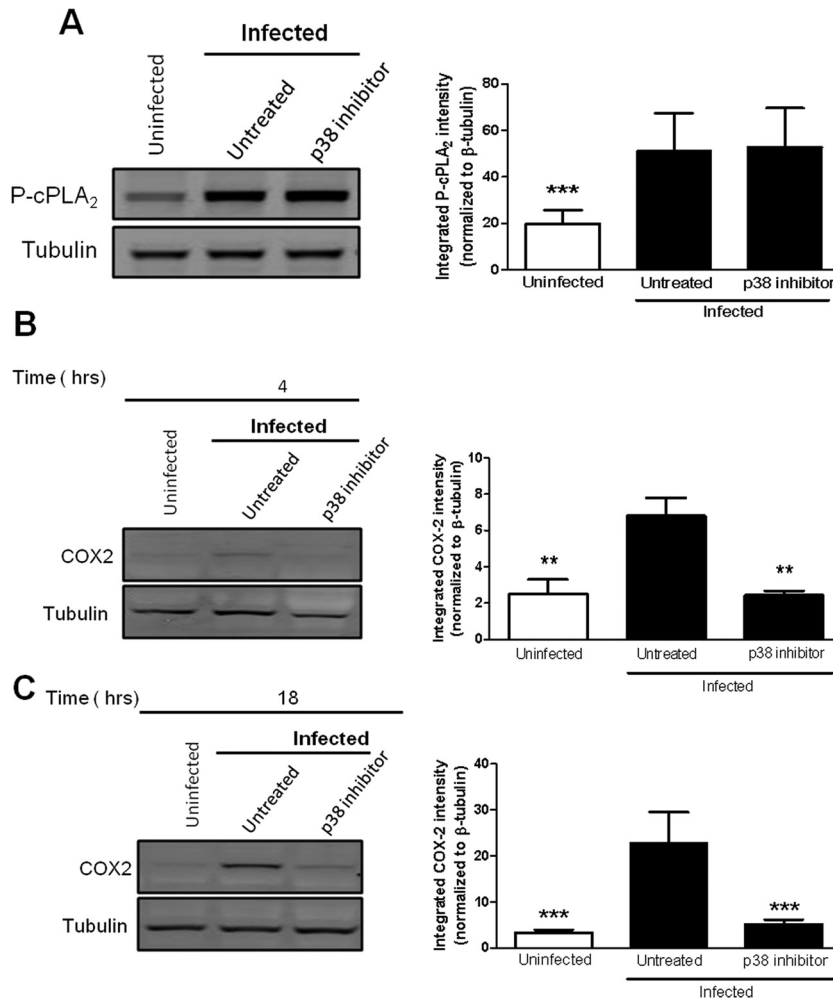 A
Infected
Uninfected
Untreated
p38 inhibitor
P-cPLA₂
Tubulin
Integrated P-cPLA₂ intensity
(normalized to β-tubulin)
80
60
40
20
0
***
Uninfected
Untreated
p38 inhibitor
Infected
B
Time ( hrs)
4
Infected
Uninfected
Untreated
p38 inhibitor
COX2
Tubulin
Integrated COX-2 intensity
(normalized to β-tubulin)
10
8
6
4
2
0
**
**
Uninfected
Untreated
p38 inhibitor
Infected
C
Time ( hrs)
18
Infected
Uninfected
Untreated
p38 inhibitor
COX2
Tubulin
Integrated COX-2 intensity
(normalized to β-tubulin)
40
30
20
10
0
***
***
Uninfected
Untreated
p38 inhibitor
Infected